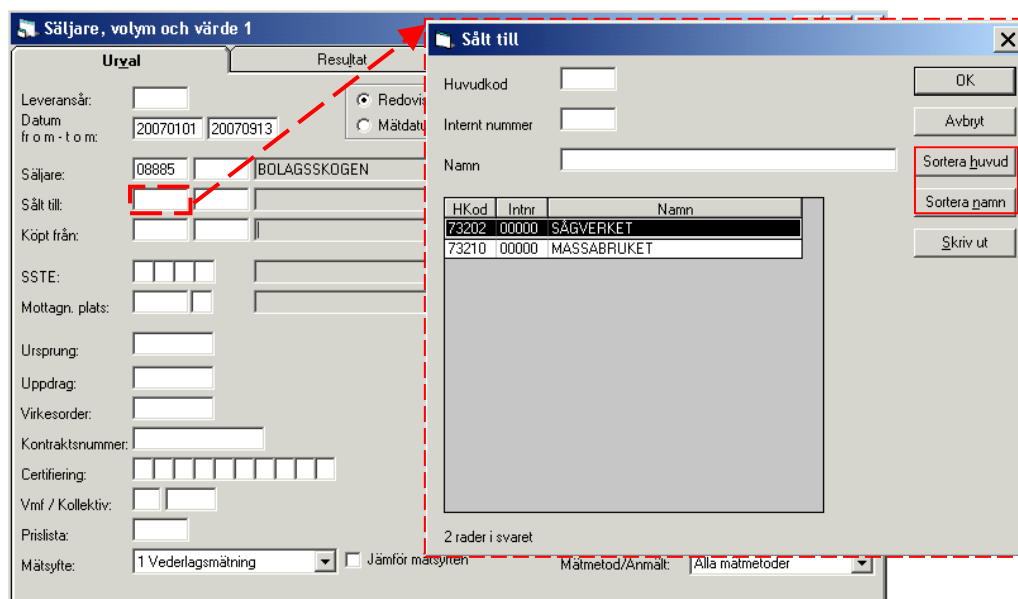 Säljare, volym och värde 1
Urval
Resultat
Leveransår:
Redovis
Datum
fr o m - t o m:
20070101 20070913
Mätdatu
Säljare:
08885
BOLAGSSKOGEN
Sålt till:
Köpt från:
SSTE:
Mottagn. plats:
Ursprung:
Uppdrag:
Virkesorder:
Kontraktsnummer:
Certifiering:
Vmf / Kollektiv:
Prislista:
Mätsyfte:
1 Vederlagsmätning
Jämför mätsyften
Mätmetod/Anmält:
Alla mätmetoder
Sålt till
Huvudkod
OK
Internt nummer
Avbryt
Namn
Sortera huvud
Sortera namn
Skriv ut
HKod Intnr Namn
73202 00000 SÅGVERKET
73210 00000 MASSABRUKET
2 rader i svaret